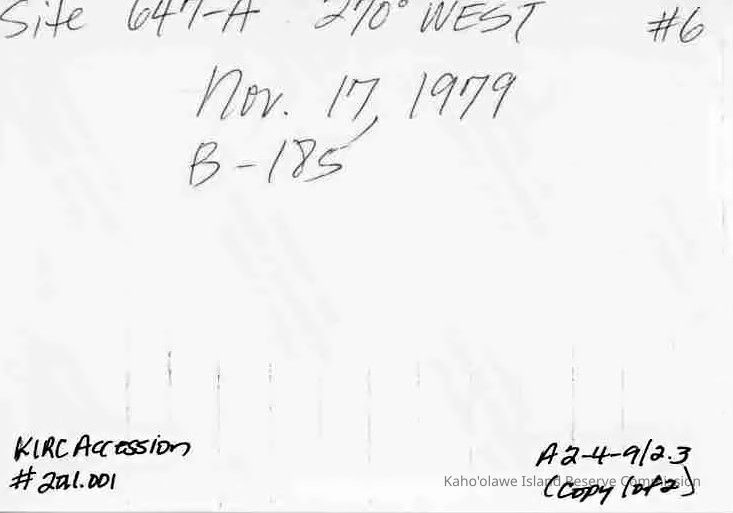 Site 647-A 270° WEST #6
Nov. 17, 1979
B-185
KIRC Accession
# 2al.001
A2-4-9/2.3
Kaho'olawe Island Reserve Commission
(Copy 1 of 2)